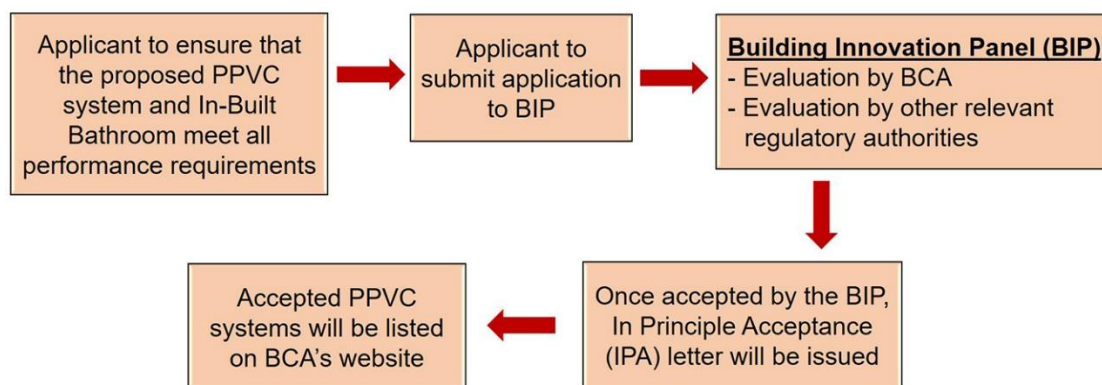 Applicant to ensure that
the proposed PPVC
system and In-Built
Bathroom meet all
performance requirements
Applicant to
submit application
to BIP
Building Innovation Panel (BIP)
- Evaluation by BCA
- Evaluation by other relevant
regulatory authorities
Once accepted by the BIP,
In Principle Acceptance
(IPA) letter will be issued
Accepted PPVC
systems will be listed
on BCA's website